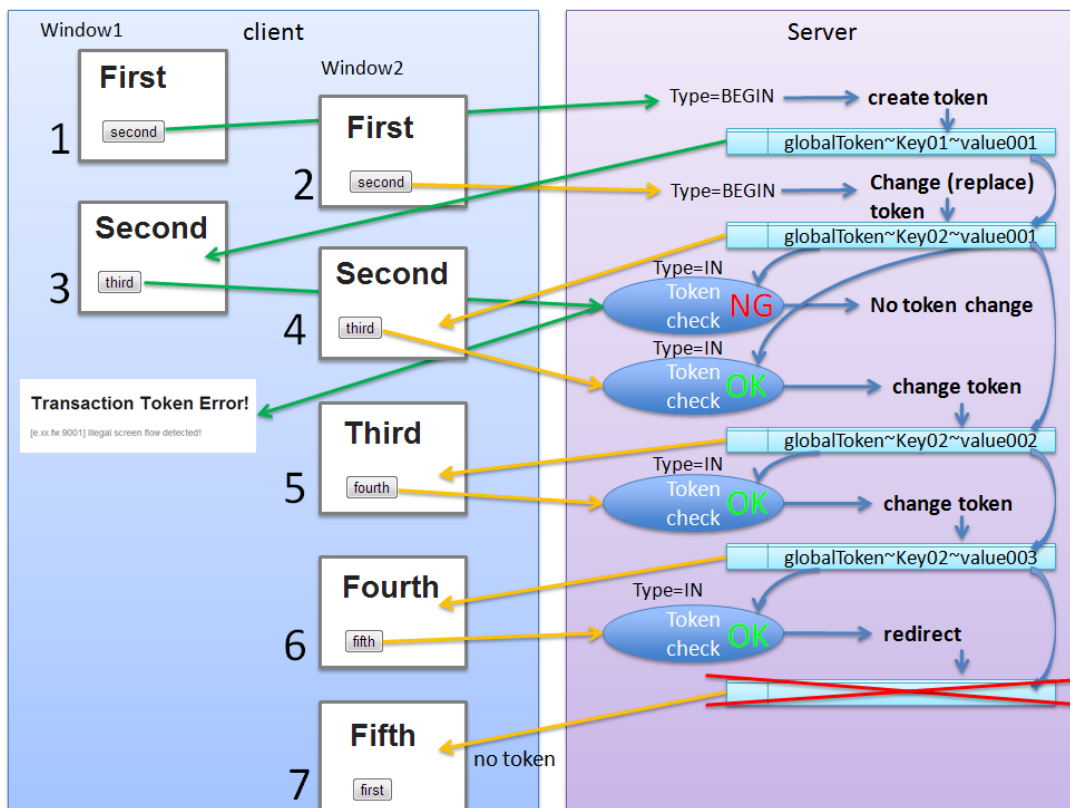 Window1
client
Server
First
second
1
Window2
First
second
2
Type=BEGIN
create token
globalToken~Key01~value001
Type=BEGIN
Change (replace)
token
globalToken~Key02~value001
Second
third
3
Type=IN
Token
check
NG
No token change
Second
third
4
Type=IN
Token
check
OK
change token
Transaction Token Error!
[e.xx.fw.9001] Illegal screen flow detected!
globalToken~Key02~value002
Third
fourth
5
Type=IN
Token
check
OK
change token
globalToken~Key02~value003
Fourth
fifth
6
Type=IN
Token
check
OK
redirect
Fifth
first
7
no token